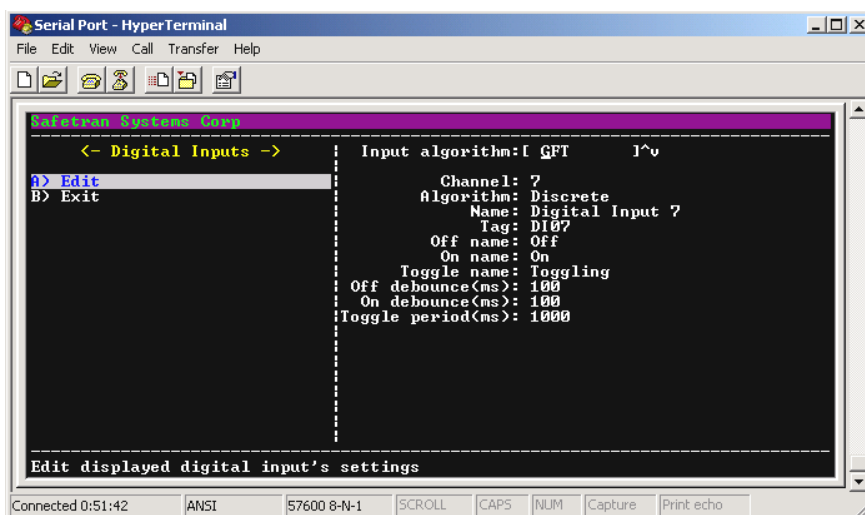 Serial Port - HyperTerminal
File Edit View Call Transfer Help
Safetran Systems Corp
<- Digital Inputs ->
A) Edit
B) Exit
Input algorithm:[ GFT ]^v
Channel: 7
Algorithm: Discrete
Name: Digital Input 7
Tag: DI07
Off name: Off
On name: On
Toggle name: Toggling
Off debounce(ms): 100
On debounce(ms): 100
Toggle period(ms): 1000
Edit displayed digital input's settings
Connected 0:51:42 ANSI 57600 8-N-1 SCROLL CAPS NUM Capture Print echo